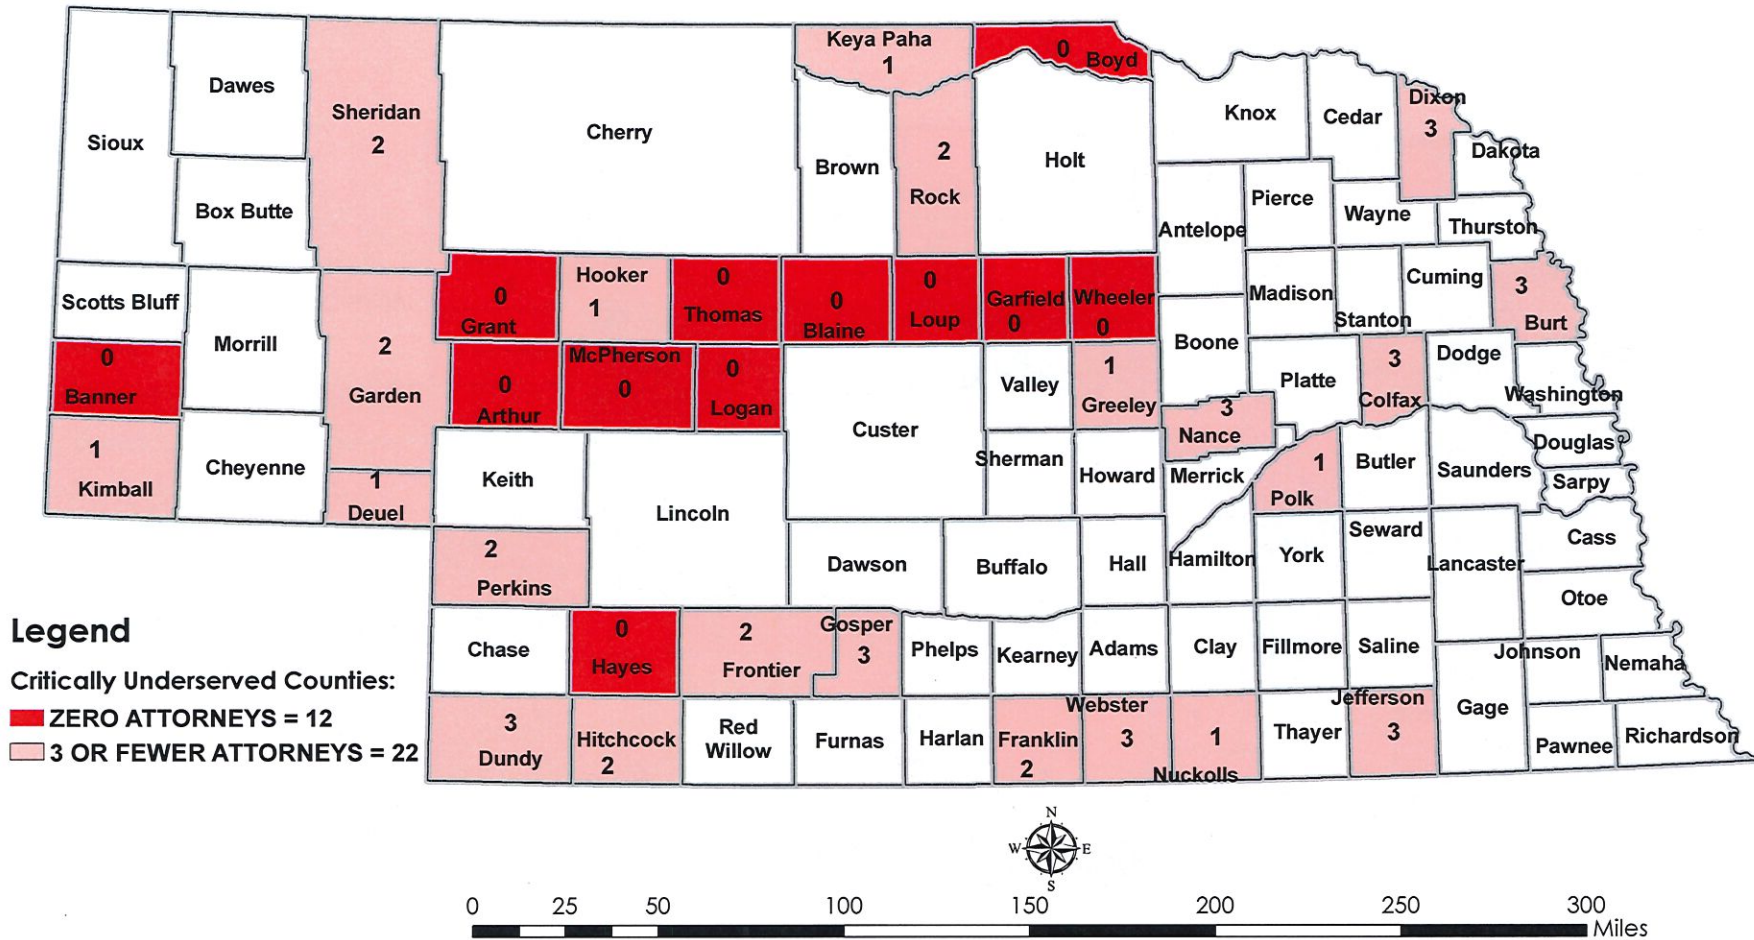 Keya Paha
1
0 Boyd
Dawes
Sheridan
2
Sioux
Cherry
Brown
2
Rock
Holt
Knox
Cedar
Dixon
3
Dakota
Box Butte
Pierce
Wayne
Antelope
Thurston
Scotts Bluff
Morrill
0
Grant
Hooker
1
0
Thomas
0
Blaine
0
Loup
Garfield
0
Wheeler
0
Madison
Stanton
Cuming
3
Burt
0
Banner
2
Garden
0
Arthur
McPherson
0
0
Logan
Custer
Valley
1
Greeley
Boone
Platte
3
Colfax
Dodge
Washington
3
Nance
1
Kimball
Cheyenne
1
Deuel
Keith
Lincoln
Sherman
Howard
Merrick
1
Polk
Butler
Saunders
Douglas
Sarpy
2
Perkins
Dawson
Buffalo
Hall
Hamilton
York
Seward
Lancaster
Cass
Otoe
Chase
0
Hayes
2
Frontier
Gosper
3
Phelps
Kearney
Adams
Clay
Fillmore
Saline
Johnson
Nemaha
3
Dundy
Hitchcock
2
Red
Willow
Furnas
Harlan
Franklin
2
Webster
3
1
Nuckolls
Thayer
Jefferson
3
Gage
Pawnee
Richardson
Legend
Critically Underserved Counties:
ZERO ATTORNEYS = 12
3 OR FEWER ATTORNEYS = 22
N
W E
S
0 25 50 100 150 200 250 300
Miles